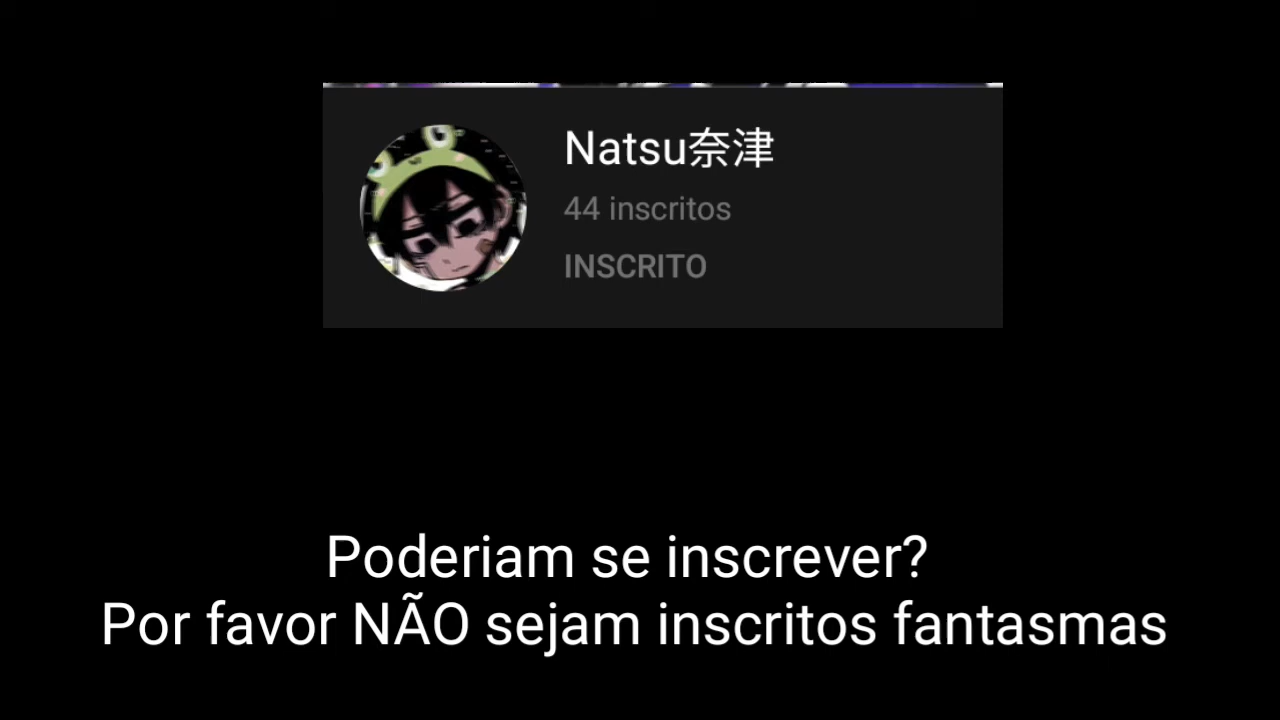 Natsu奈津
44 inscritos
INSCRITO
Poderiam se inscrever?
Por favor NÃO sejam inscritos fantasmas